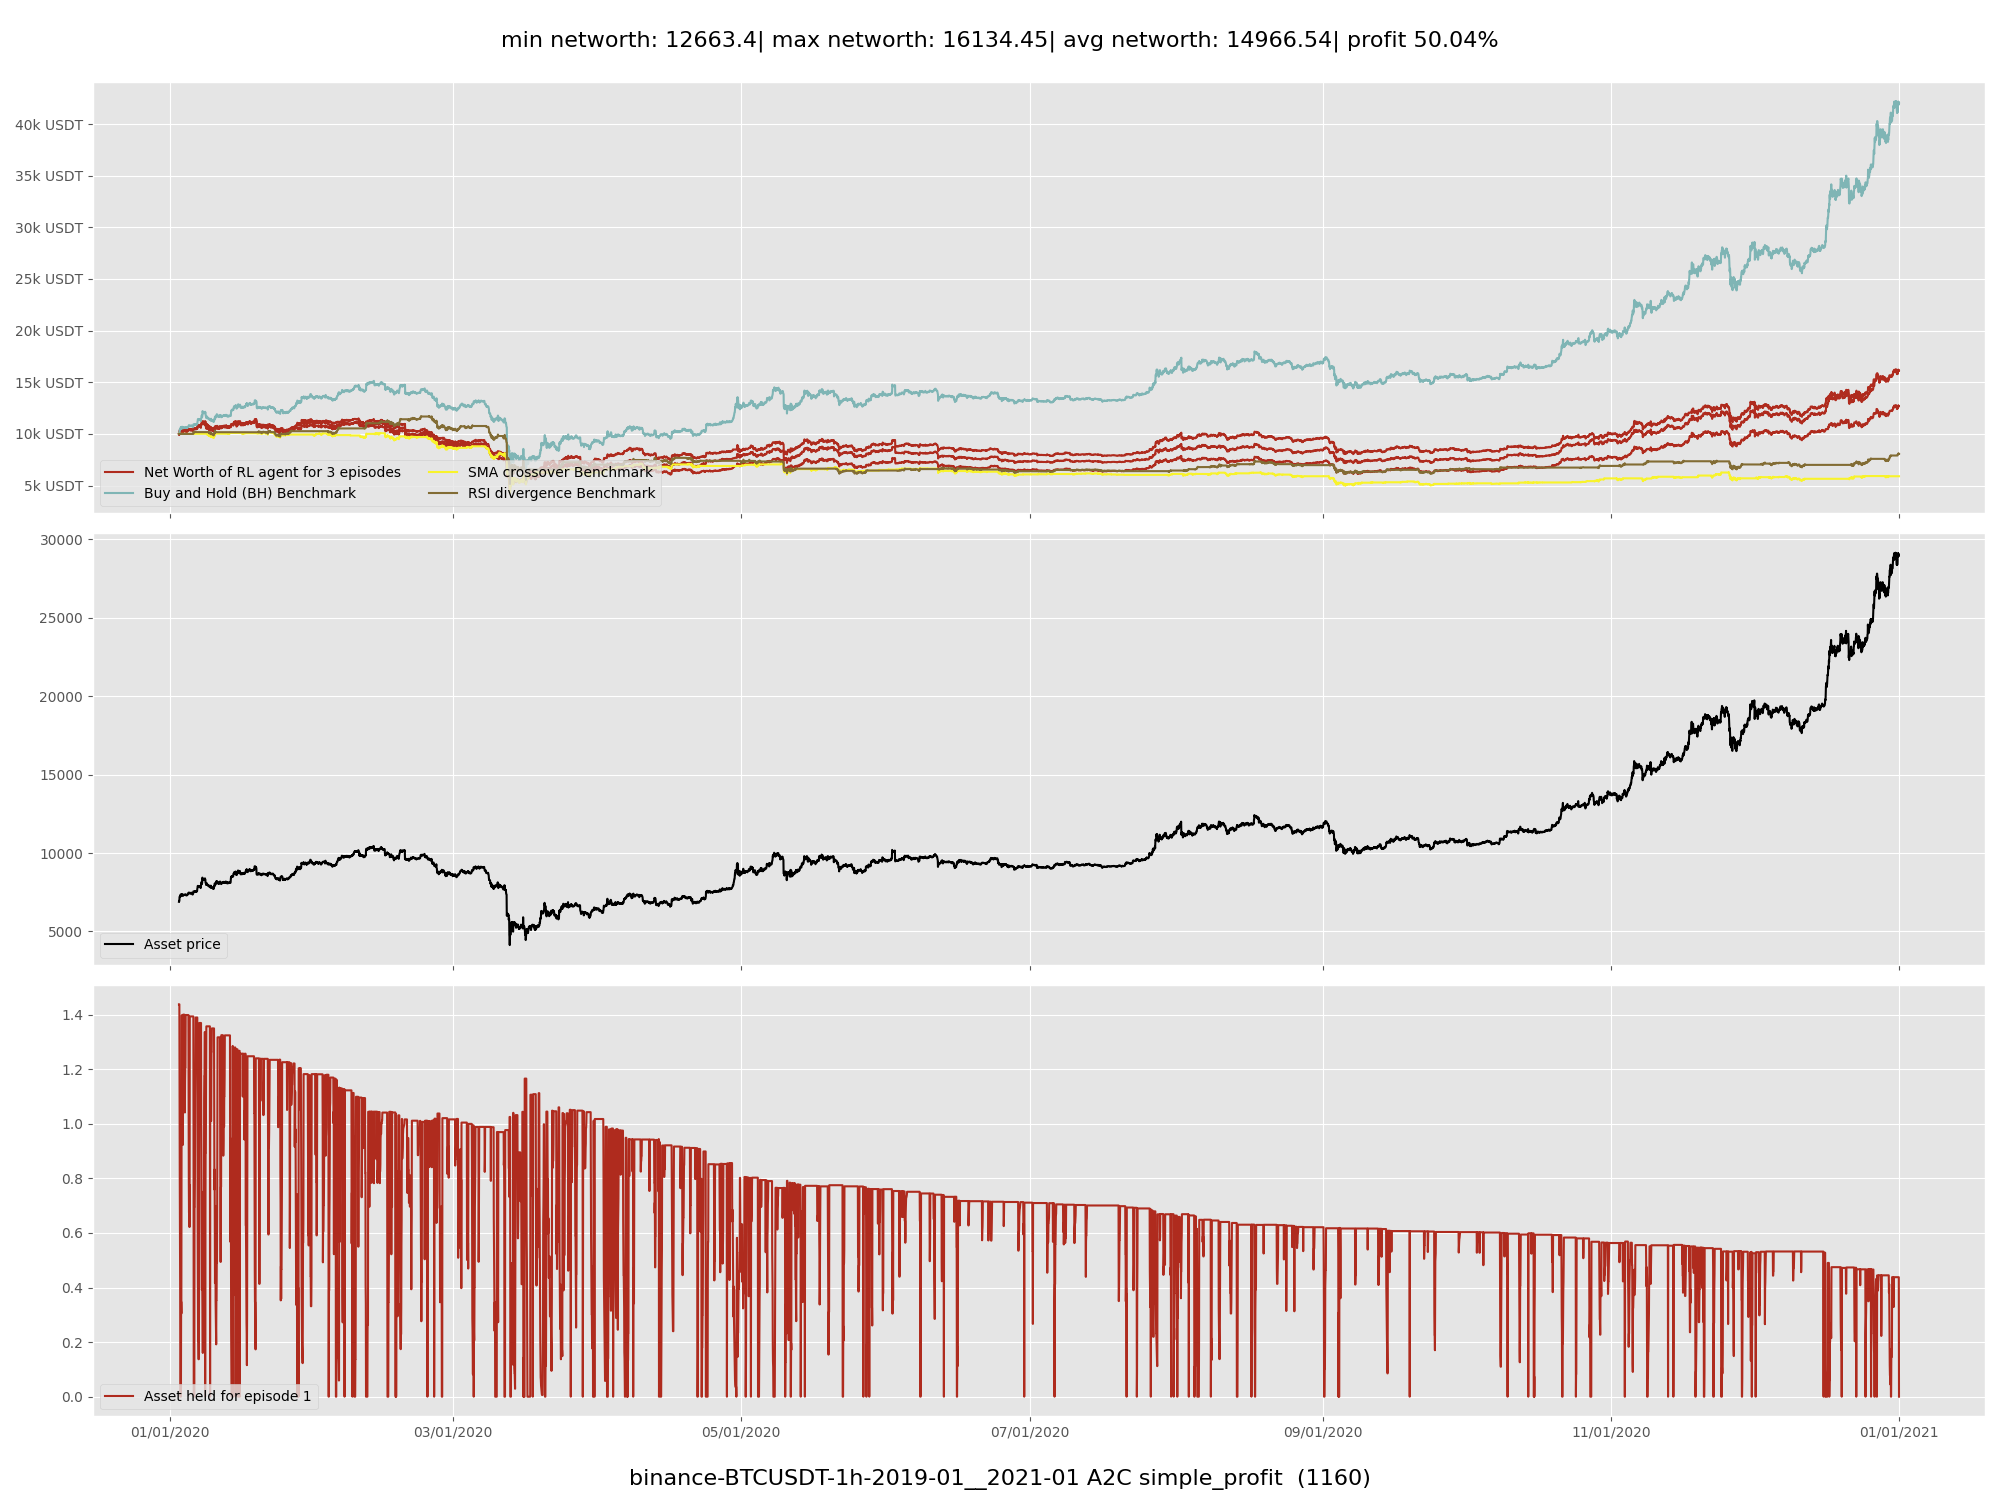 min networth: 12663.4| max networth: 16134.45| avg networth: 14966.54| profit 50.04%
40k USDT
35k USDT
30k USDT
25k USDT
20k USDT
15k USDT
10k USDT
5k USDT
Net Worth of RL agent for 3 episodes
Buy and Hold (BH) Benchmark
SMA crossover Benchmark
RSI divergence Benchmark
30000
25000
20000
15000
10000
5000
Asset price
1.4
1.2
1.0
0.8
0.6
0.4
0.2
0.0
Asset held for episode 1
01/01/2020 03/01/2020 05/01/2020 07/01/2020 09/01/2020 11/01/2020 01/01/2021
binance-BTCUSDT-1h-2019-01__2021-01 A2C simple_profit (1160)